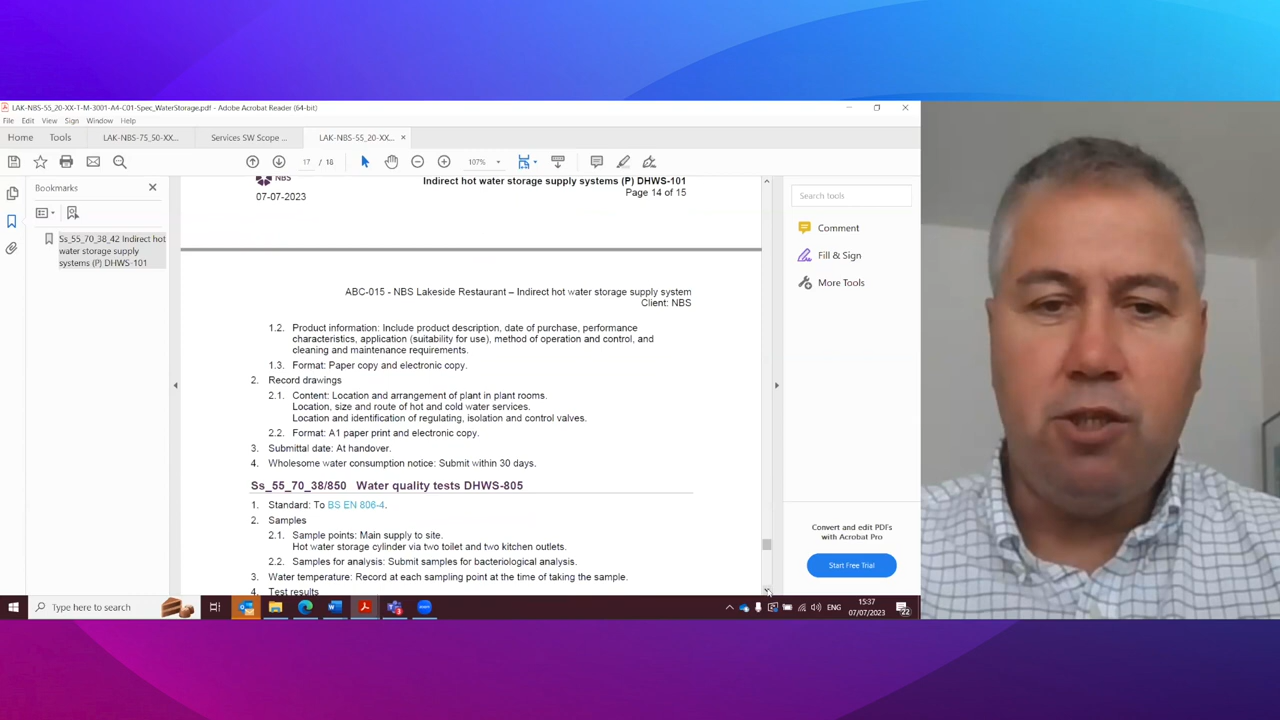 LAK-NBS-55_20-XX-T-M-3001-A4-C01-Spec_WaterStorage.pdf - Adobe Acrobat Reader (64-bit)
File Edit View Sign Window Help
Home Tools LAK-NBS-75_50-XX... Services SW Scope ... LAK-NBS-55_20-XX... ×
17 / 18 107%
Bookmarks
Ss_55_70_38_42 Indirect hot
water storage supply
systems (P) DHWS-101
NBS
07-07-2023
Indirect hot water storage supply systems (P) DHWS-101
Page 14 of 15
ABC-015 - NBS Lakeside Restaurant – Indirect hot water storage supply system
Client: NBS
1.2. Product information: Include product description, date of purchase, performance
characteristics, application (suitability for use), method of operation and control, and
cleaning and maintenance requirements.
1.3. Format: Paper copy and electronic copy.
2. Record drawings
2.1. Content: Location and arrangement of plant in plant rooms.
Location, size and route of hot and cold water services.
Location and identification of regulating, isolation and control valves.
2.2. Format: A1 paper print and electronic copy.
3. Submittal date: At handover.
4. Wholesome water consumption notice: Submit within 30 days.
Ss_55_70_38/850 Water quality tests DHWS-805
1. Standard: To BS EN 806-4.
2. Samples
2.1. Sample points: Main supply to site.
Hot water storage cylinder via two toilet and two kitchen outlets.
2.2. Samples for analysis: Submit samples for bacteriological analysis.
3. Water temperature: Record at each sampling point at the time of taking the sample.
4. Test results
Search tools
Comment
Fill & Sign
More Tools
Convert and edit PDFs
with Acrobat Pro
Start Free Trial
Type here to search
ENG
15:37
07/07/2023
22